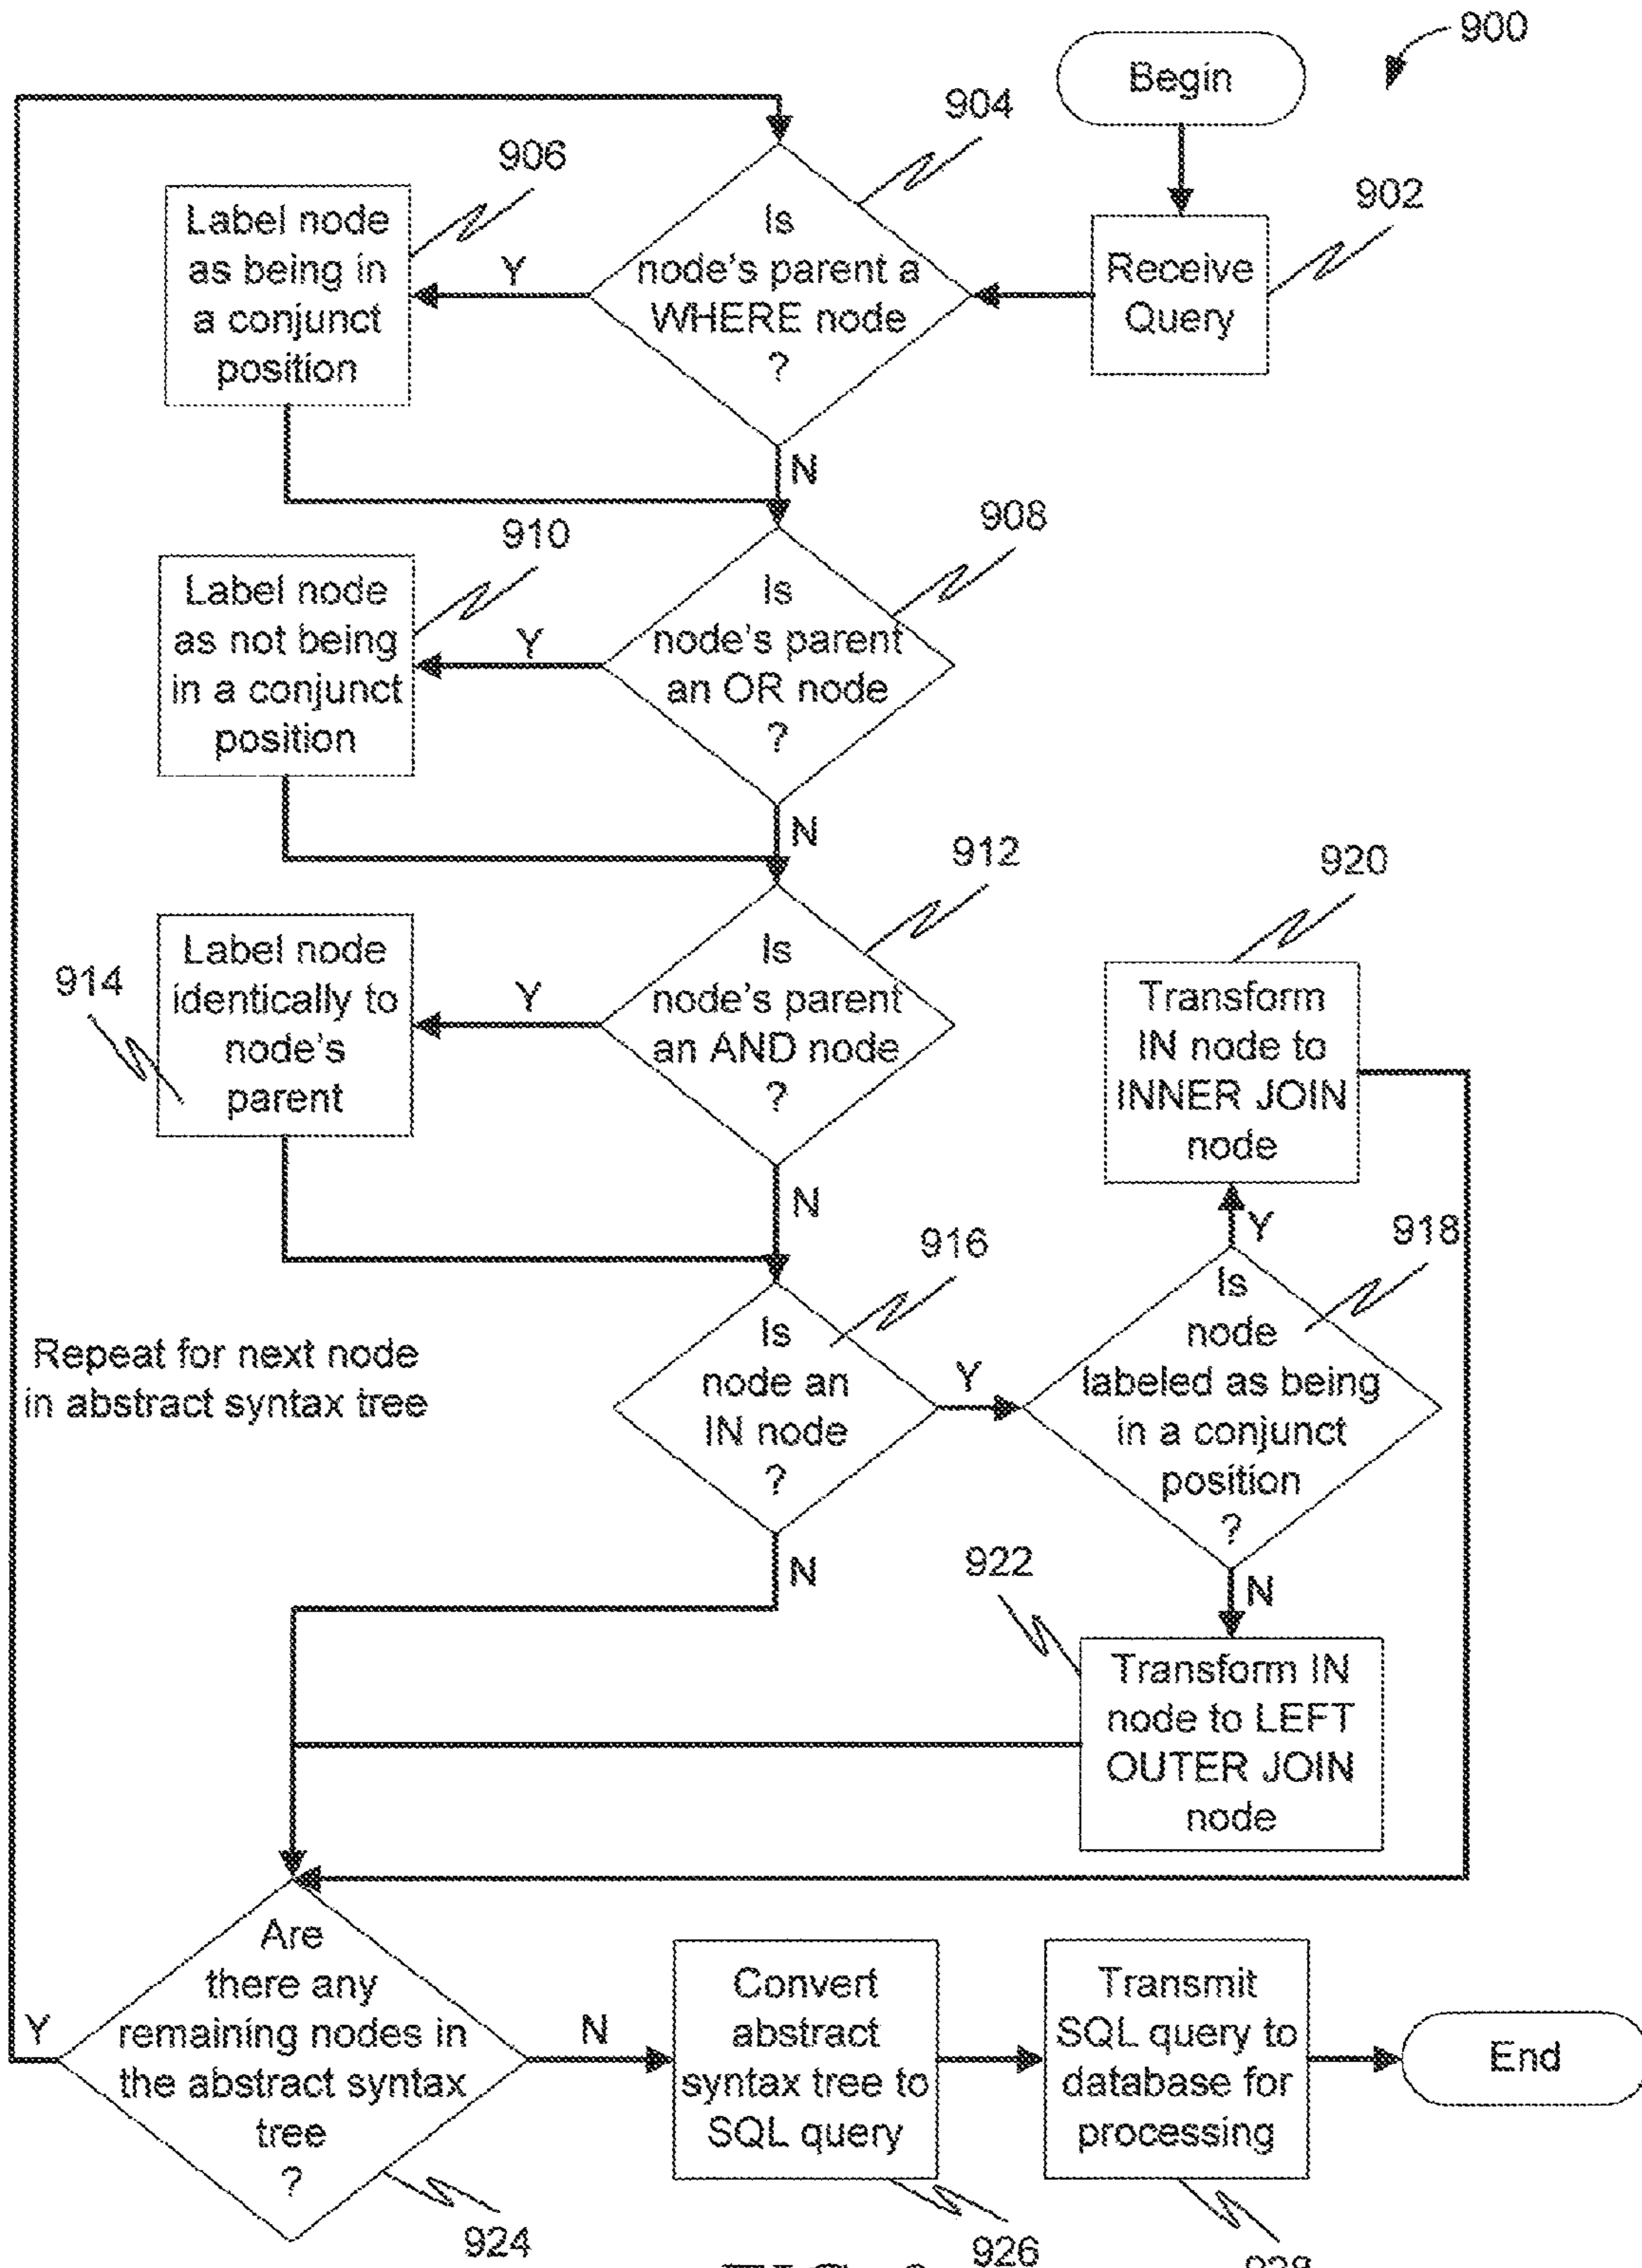 900
Begin
904
906
902
Label node
as being in
a conjunct
position
Y
Is
node's parent a
WHERE node
?
Receive
Query
N
910
908
Label node
as not being
in a conjunct
position
Y
Is
node's parent
an OR node
?
N
912
920
914
Label node
identically to
node's
parent
Y
Is
node's parent
an AND node
?
Transform
IN node to
INNER JOIN
node
N
916
Y
918
Repeat for next node
in abstract syntax tree
Is
node an
IN node
?
Y
Is
node
labeled as being
in a conjunct
position
?
N
922
N
Transform IN
node to LEFT
OUTER JOIN
node
Y
Are
there any
remaining nodes in
the abstract syntax
tree
?
N
Convert
abstract
syntax tree to
SQL query
Transmit
SQL query to
database for
processing
End
924
926